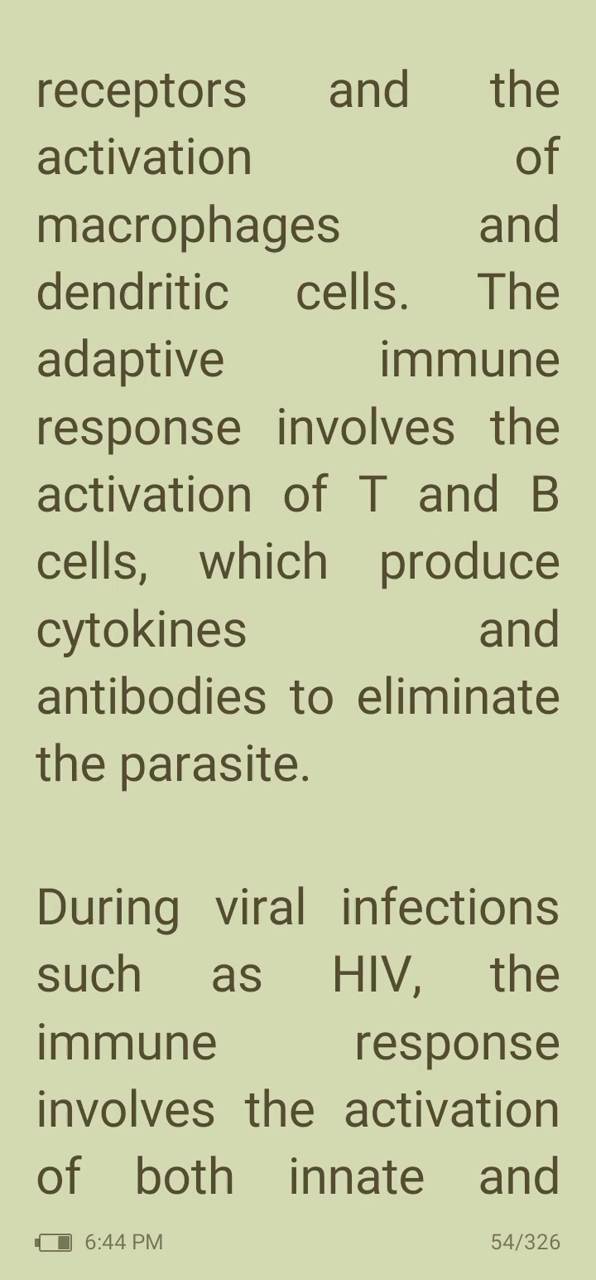 receptors and the
activation of
macrophages and
dendritic cells. The
adaptive immune
response involves the
activation of T and B
cells, which produce
cytokines and
antibodies to eliminate
the parasite.
During viral infections
such as HIV, the
immune response
involves the activation
of both innate and
6:44 PM 54/326